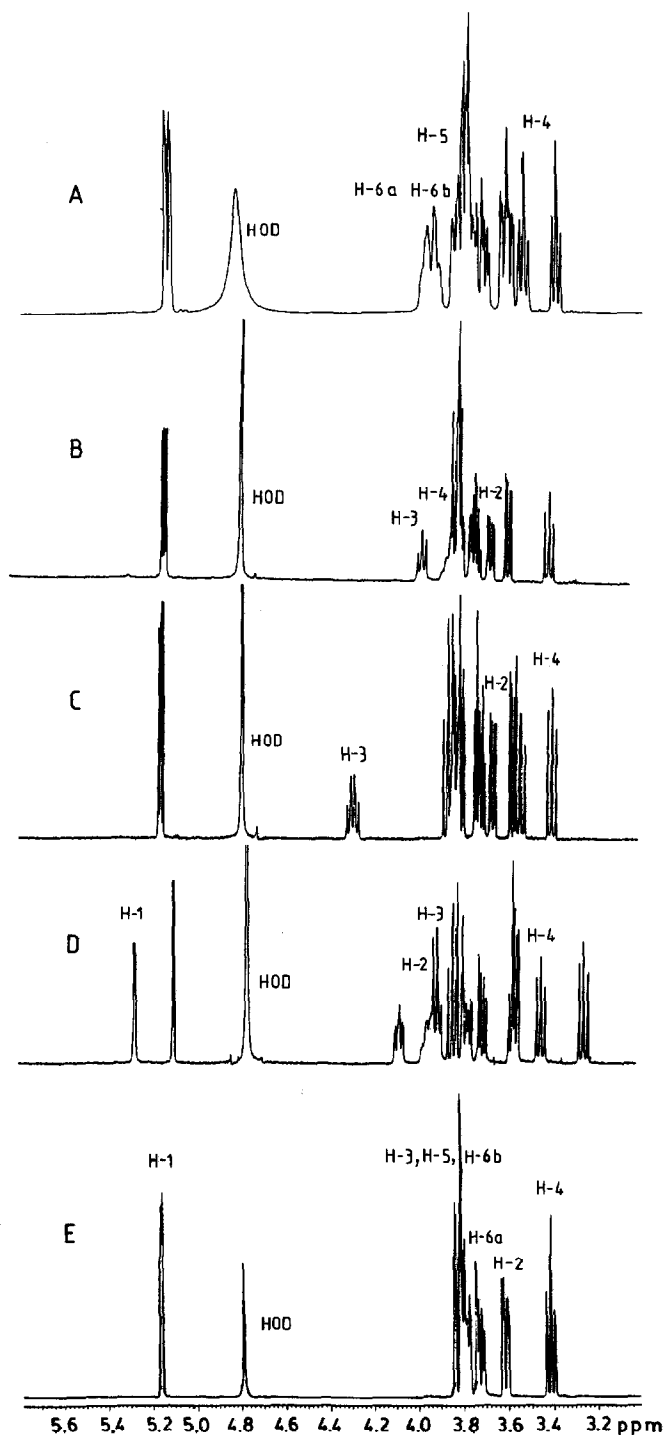 H-4
H-5
H-6a H-6b
A
HOD
B
HOD
H-4
H-2
H-3
C
HOD
H-2
H-4
H-3
D
H-1
HOD
H-3
H-2
H-4
E
H-1
HOD
H-3, H-5, H-6b
H-6a
H-2
H-4
5.6 5.4 5.2 5.0 4.8 4.6 4.4 4.2 4.0 3.8 3.6 3.4 3.2 ppm